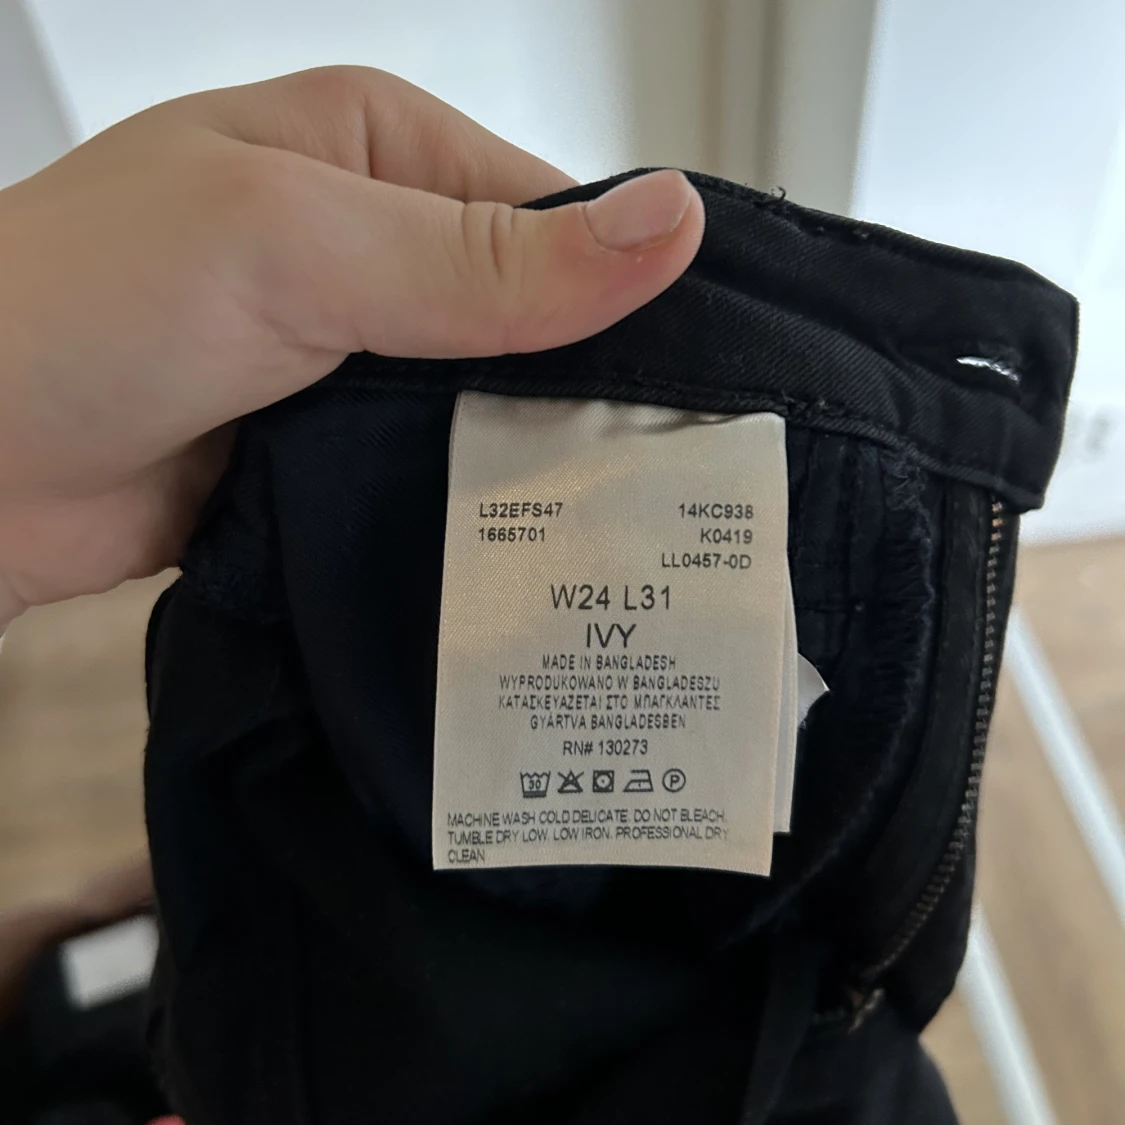 L32EFS47 14KC938
1665701 K0419
LL0457-0D
W24 L31
IVY
MADE IN BANGLADESH
WYPRODUKOWANO W BANGLADESZU
ΚΑΤΑΣΚΕΥΑΖΕΤΑΙ ΣΤΟ ΜΠΑΓΚΛΑΝΤΕΣ
GYÁRTVA BANGLADESBEN
RN# 130273
30 P
MACHINE WASH COLD DELICATE. DO NOT BLEACH.
TUMBLE DRY LOW. LOW IRON. PROFESSIONAL DRY
CLEAN